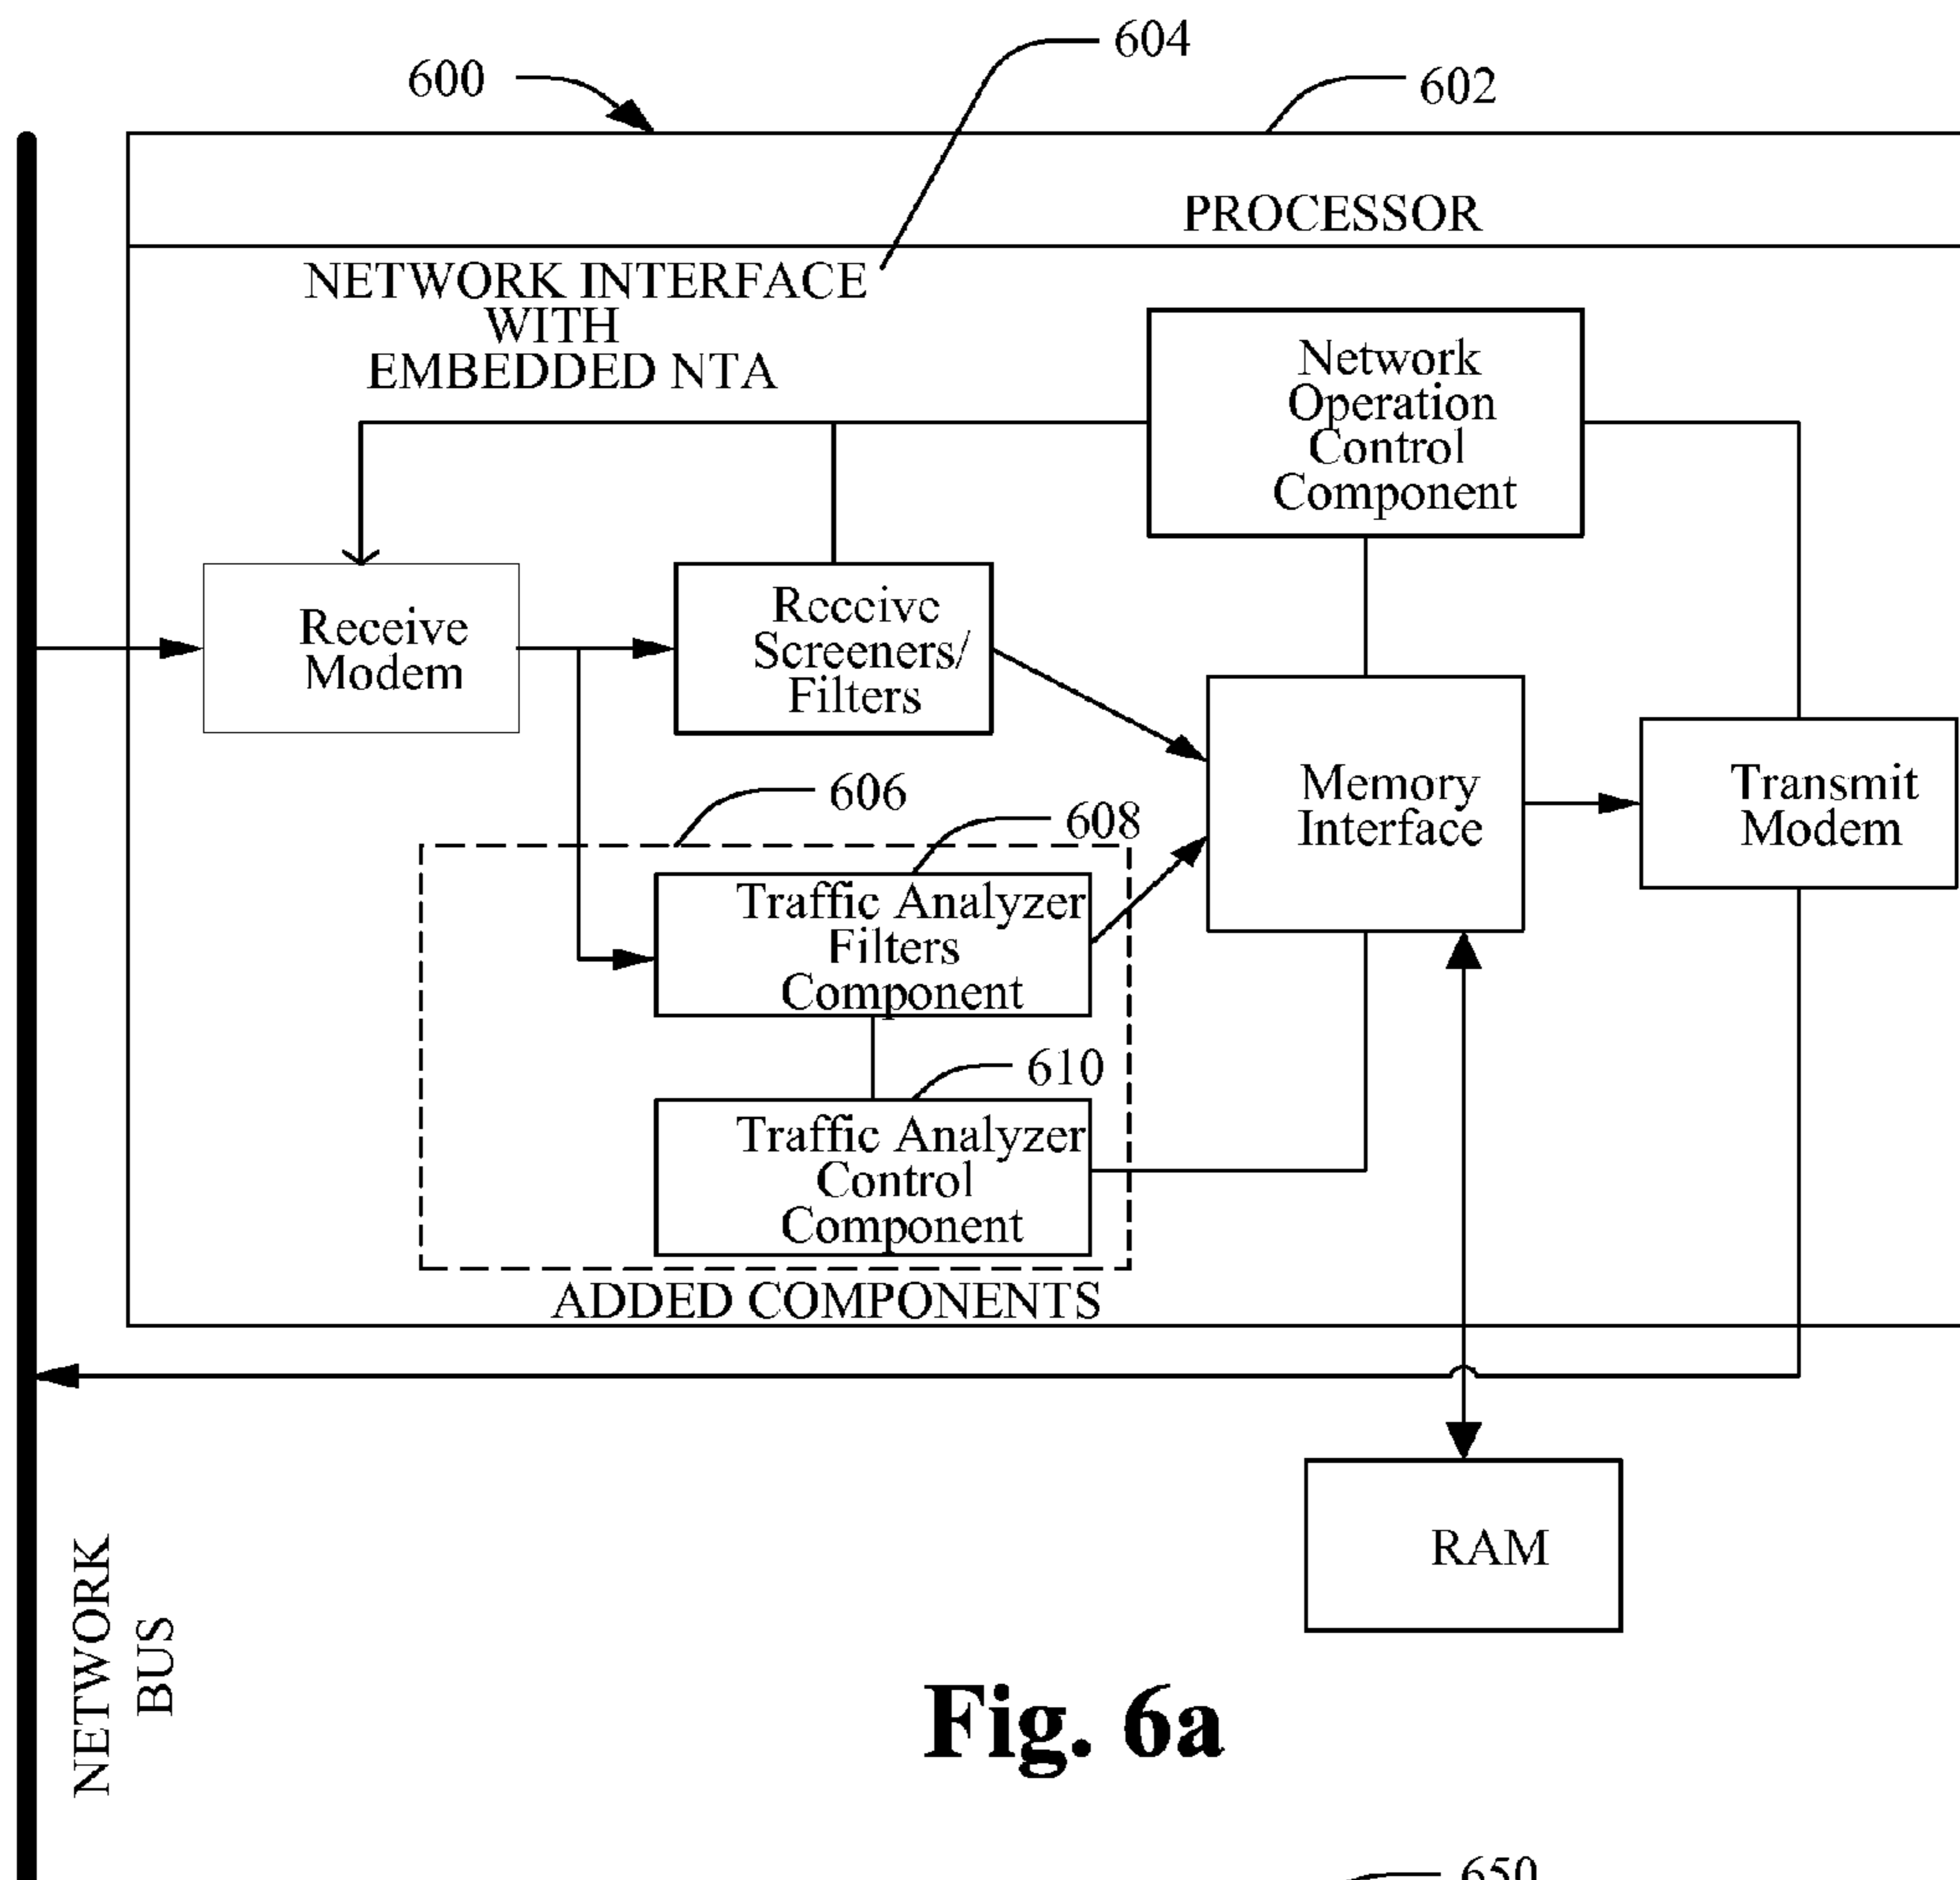 604
600
602
PROCESSOR
NETWORK INTERFACE
WITH
EMBEDDED NTA
Network
Operation
Control
Component
Receive
Modem
Receive
Screeners/
Filters
Memory
Interface
Transmit
Modem
606
608
Traffic Analyzer
Filters
Component
610
Traffic Analyzer
Control
Component
ADDED COMPONENTS
RAM
NETWORK
BUS
Fig. 6a
650